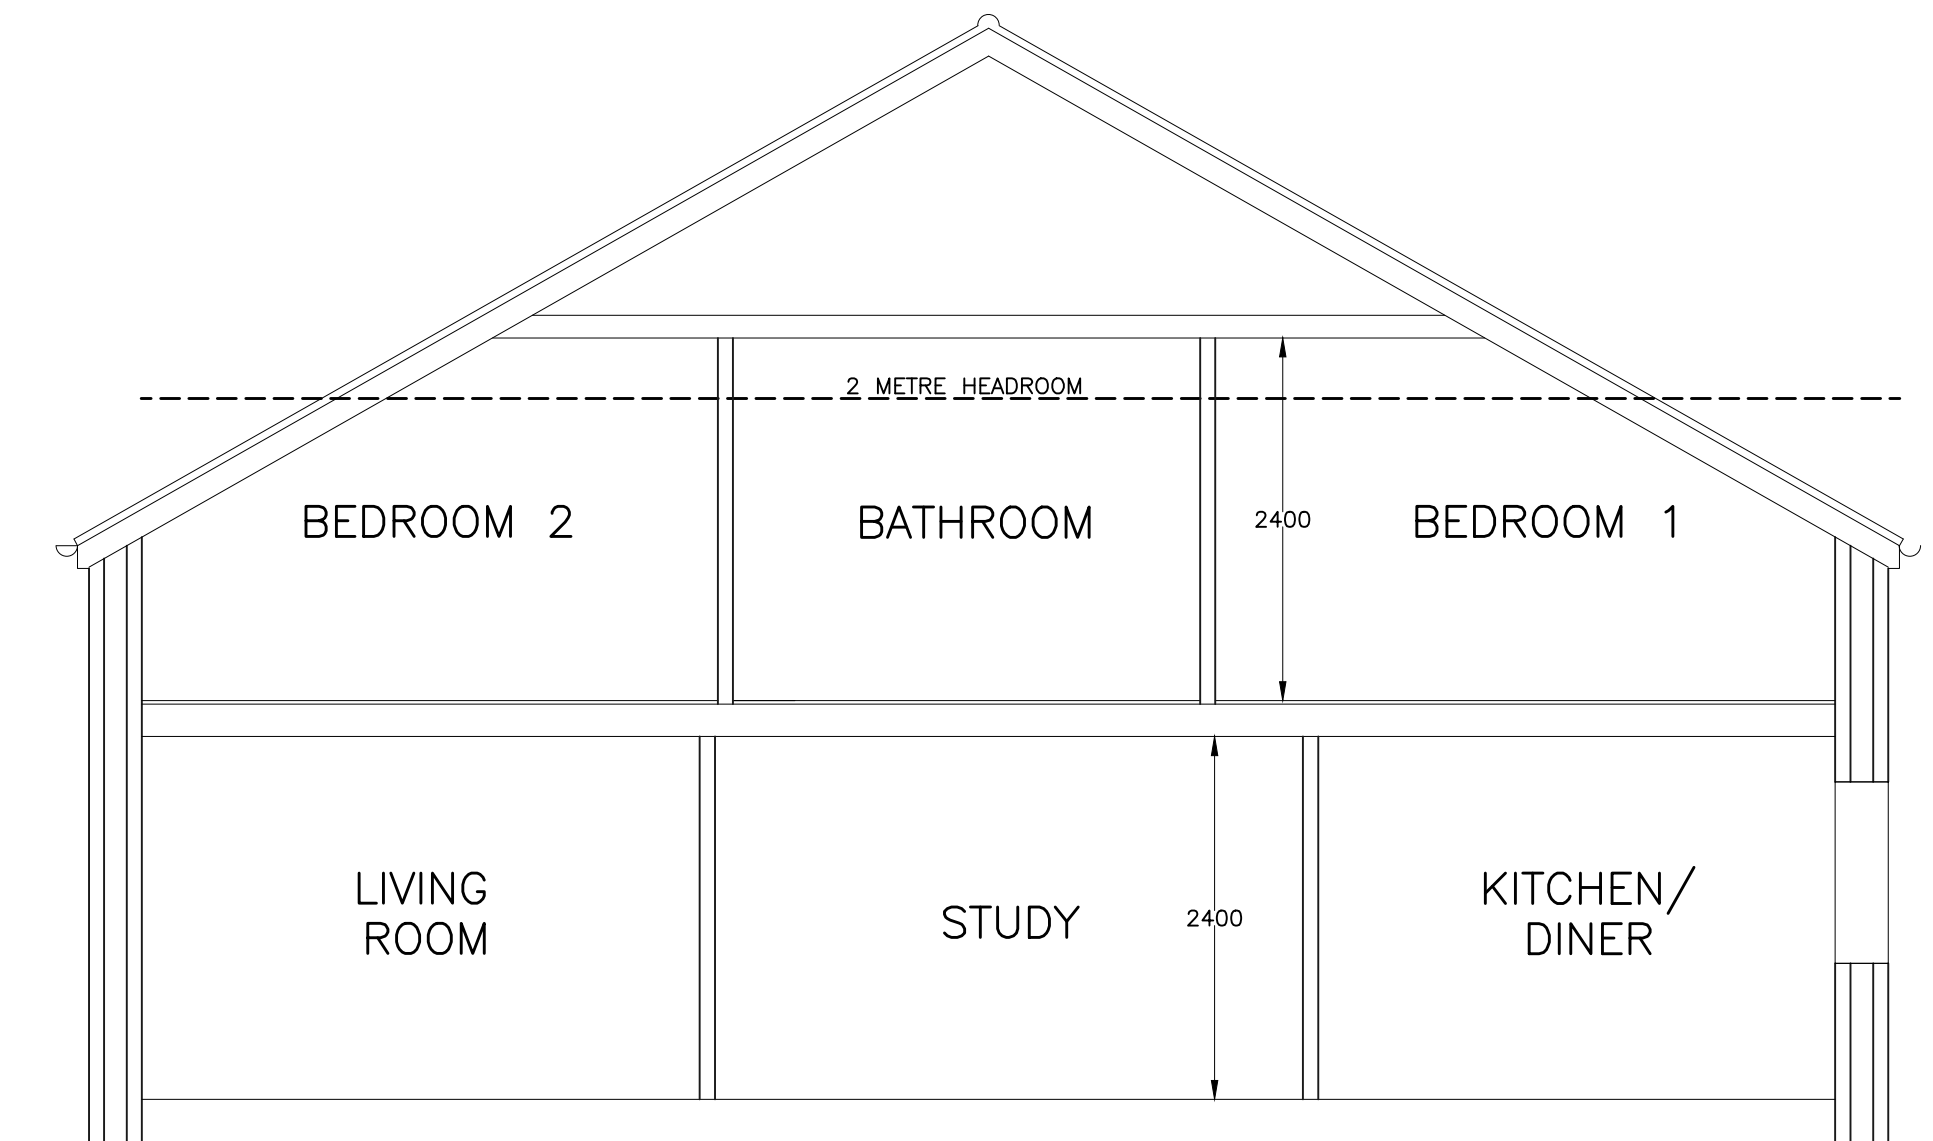 2 METRE HEADROOM
BEDROOM 2
BATHROOM
2400
BEDROOM 1
LIVING
ROOM
STUDY
2400
KITCHEN/
DINER